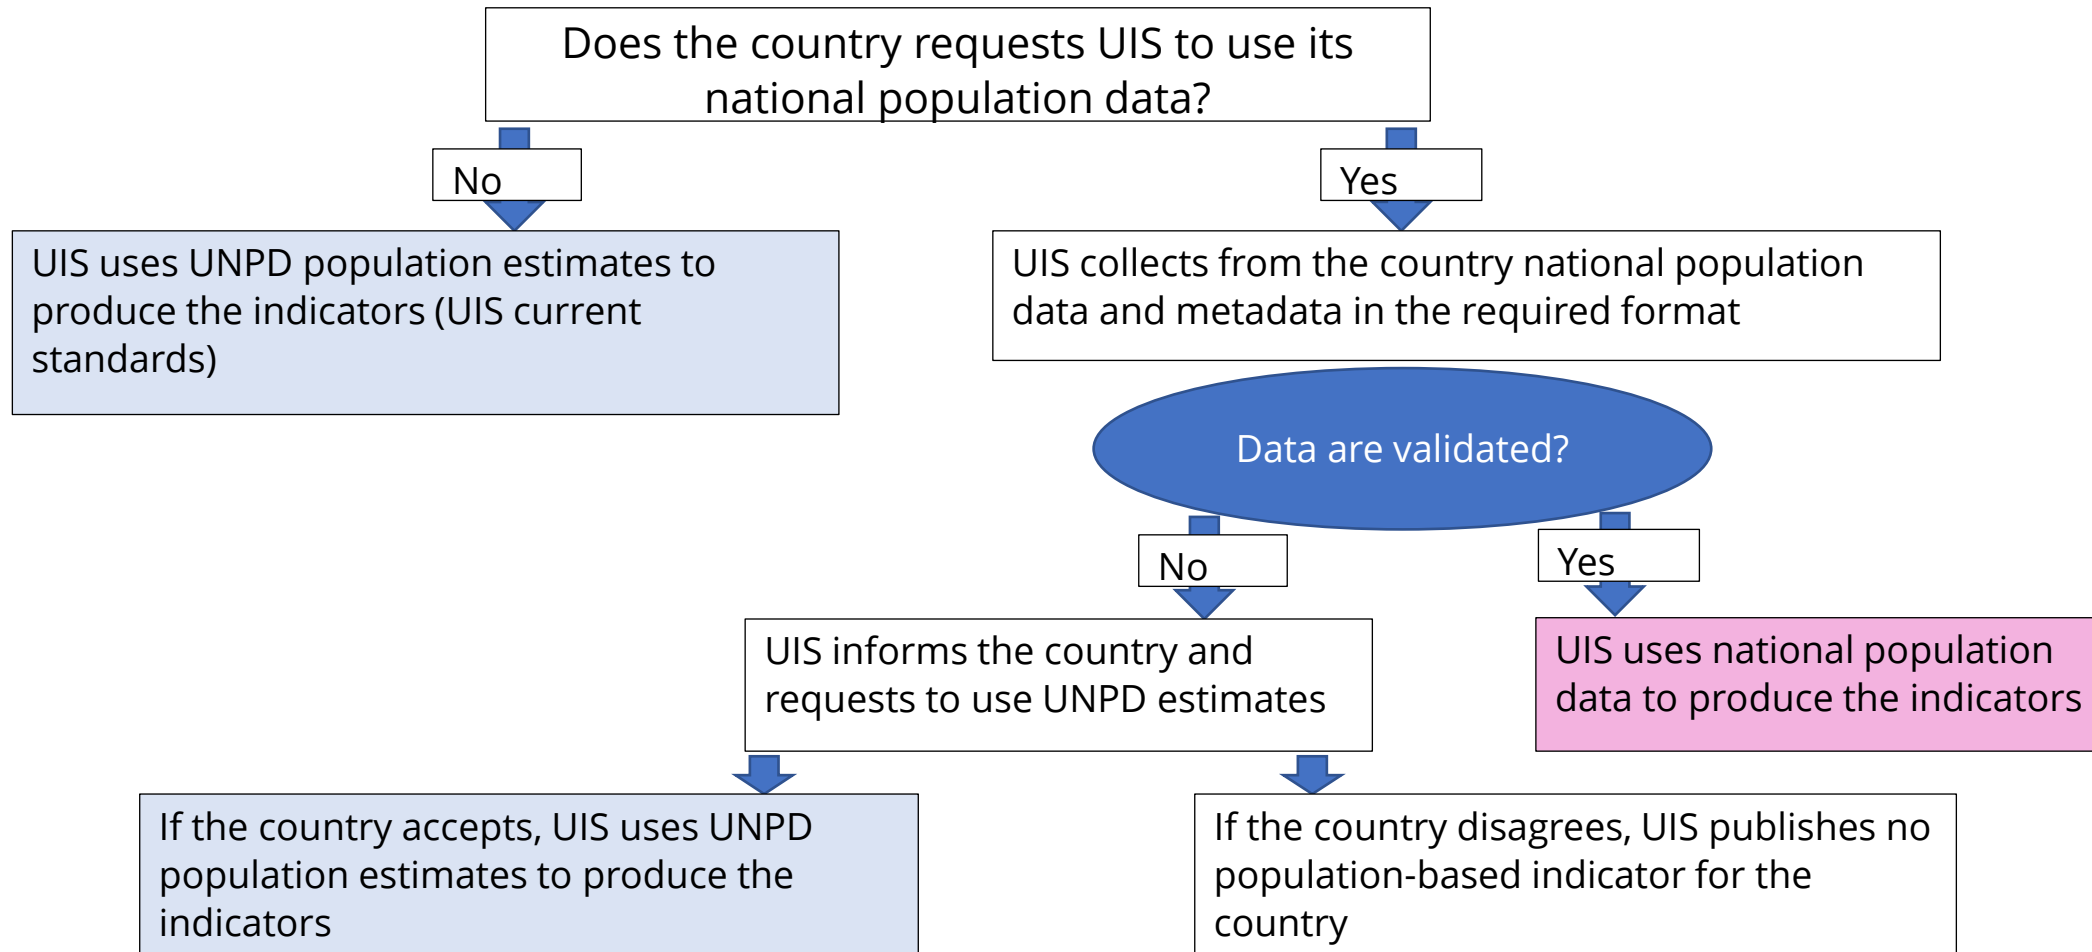 Does the country requests UIS to use its
national population data?
No
Yes
UIS uses UNPD population estimates to
produce the indicators (UIS current
standards)
UIS collects from the country national population
data and metadata in the required format
Data are validated?
No
Yes
UIS informs the country and
requests to use UNPD estimates
UIS uses national population
data to produce the indicators
If the country accepts, UIS uses UNPD
population estimates to produce the
indicators
If the country disagrees, UIS publishes no
population-based indicator for the
country